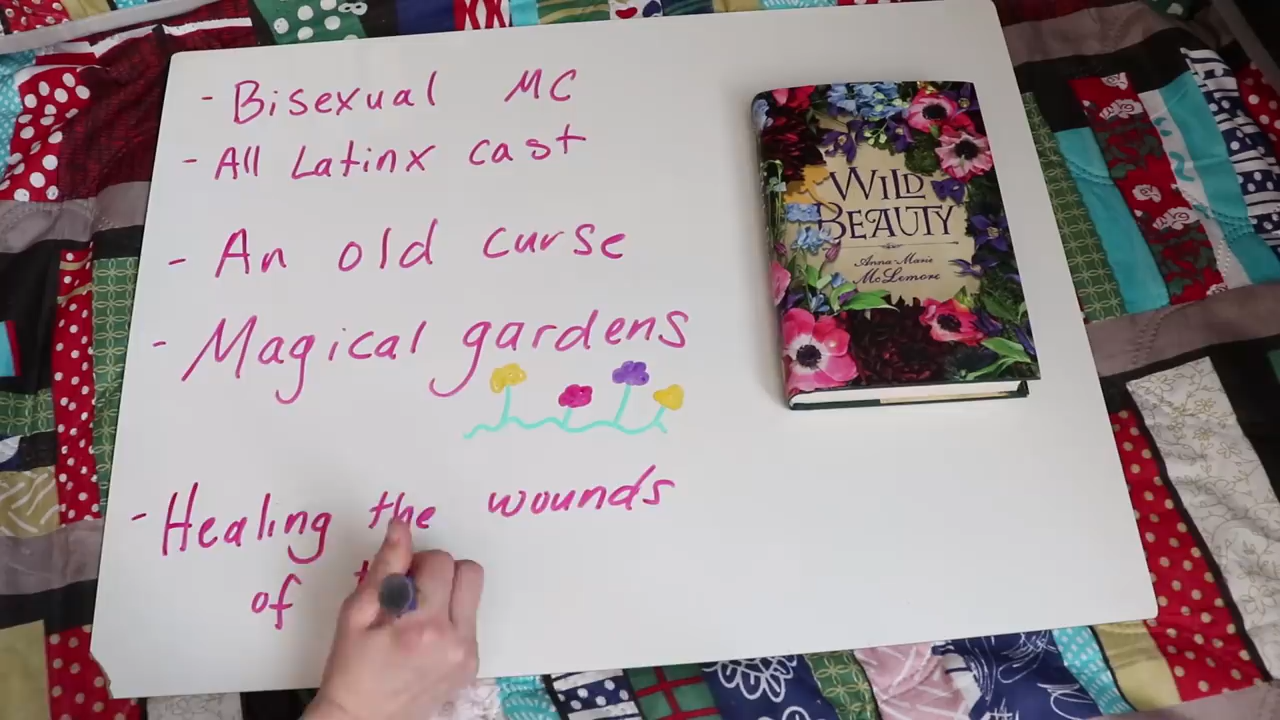 - Bisexual MC
- All Latinx cast
- An old curse
- Magical gardens
- Healing the wounds
of
WILD
BEAUTY
Anna-Marie
McLemore